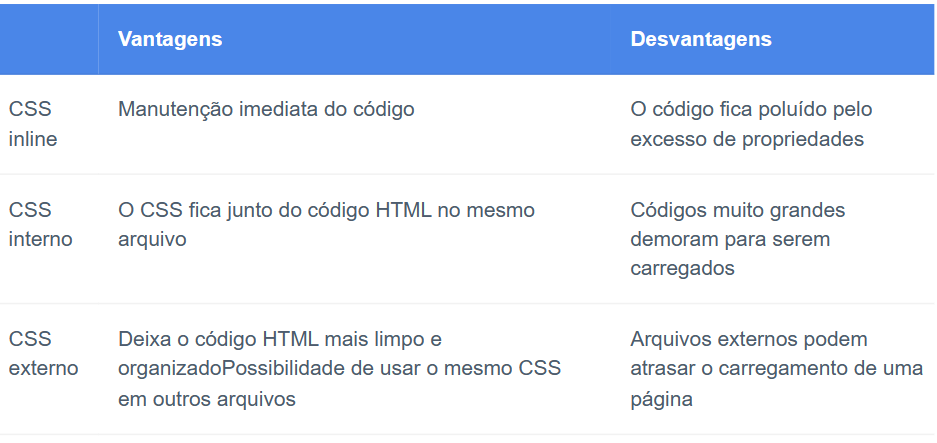 Vantagens
Desvantagens
CSS
inline
Manutenção imediata do código
O código fica poluído pelo
excesso de propriedades
CSS
interno
O CSS fica junto do código HTML no mesmo
arquivo
Códigos muito grandes
demoram para serem
carregados
CSS
externo
Deixa o código HTML mais limpo e
organizadoPossibilidade de usar o mesmo CSS
em outros arquivos
Arquivos externos podem
atrasar o carregamento de uma
página